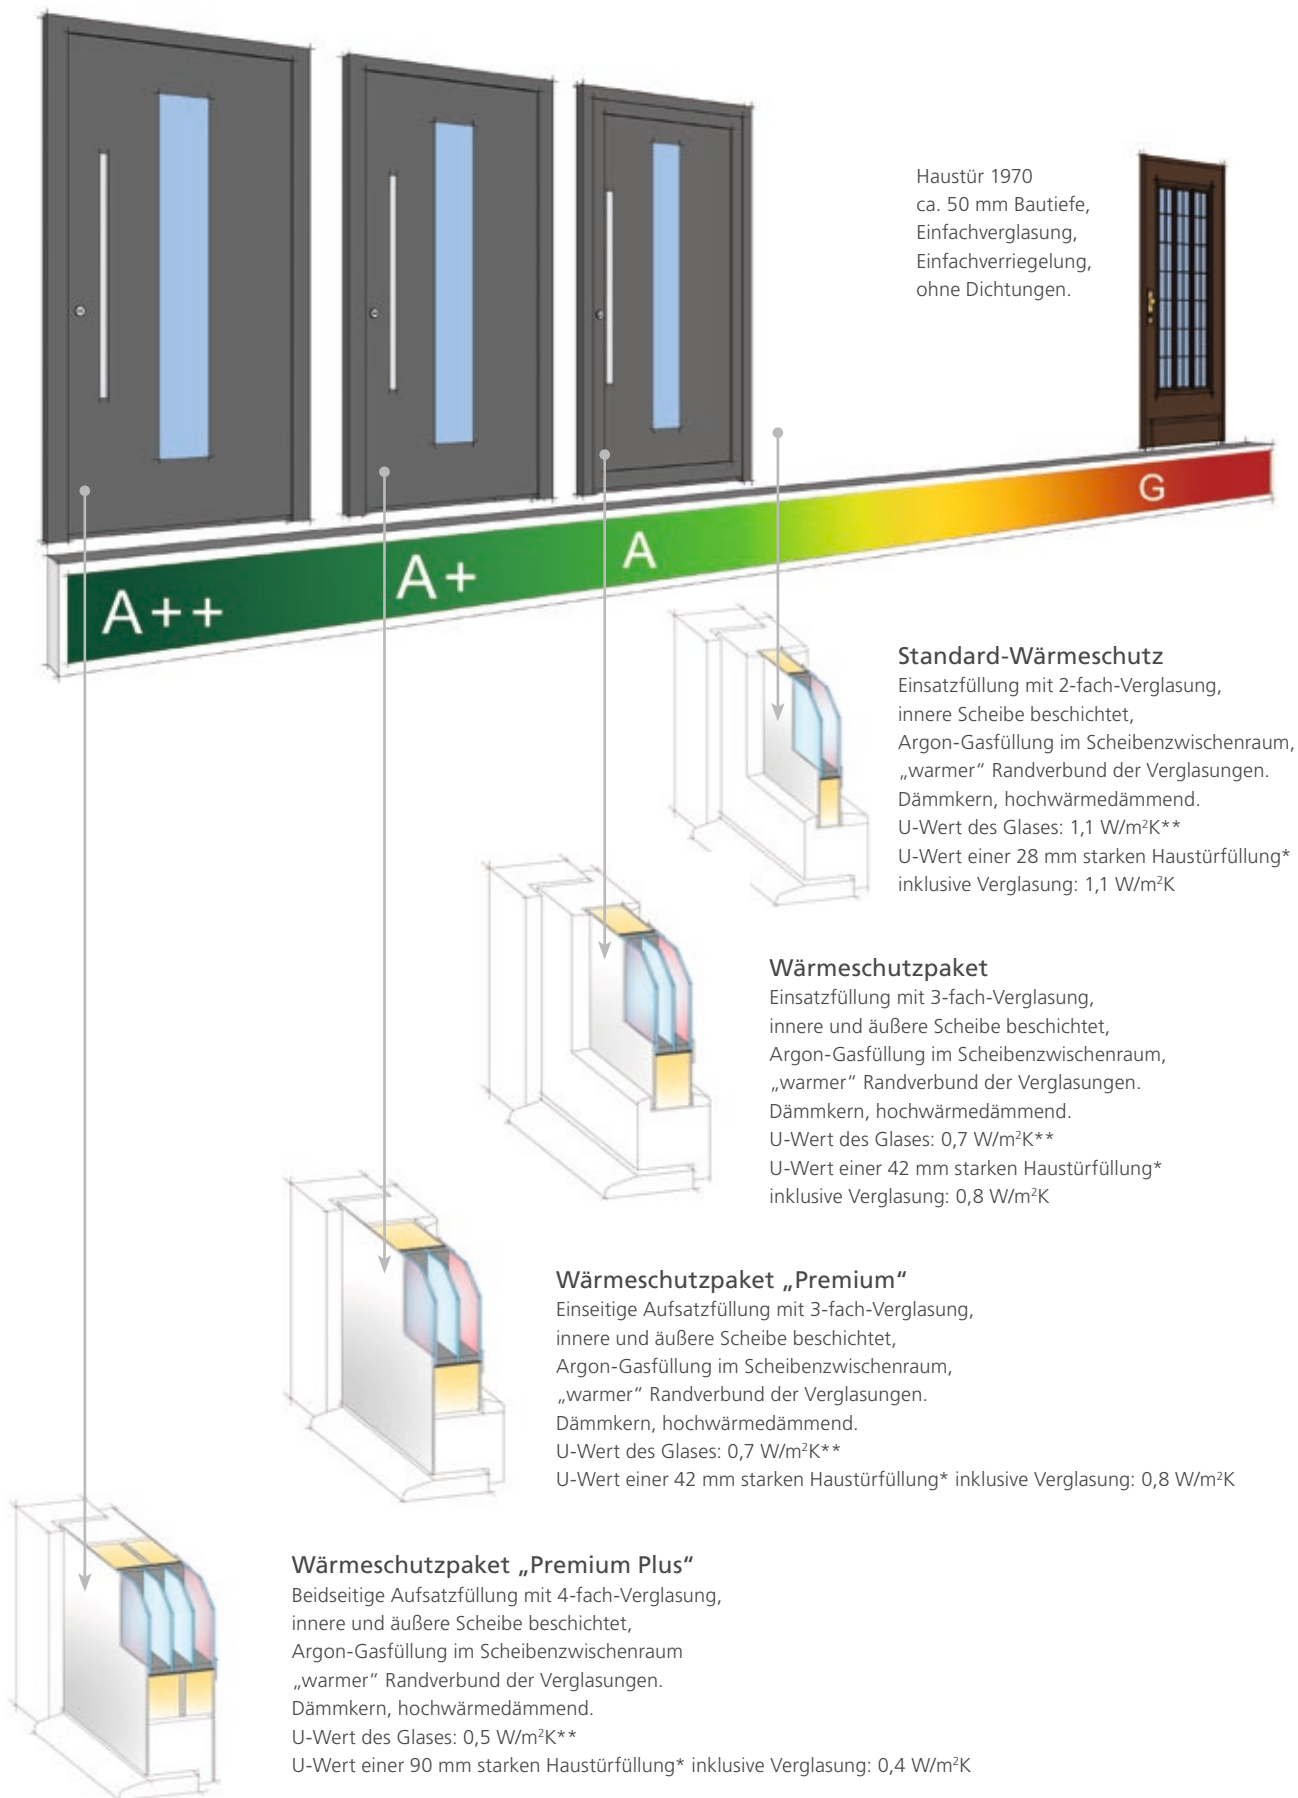 Haustür 1970
ca. 50 mm Bautiefe,
Einfachverglasung,
Einfachverriegelung,
ohne Dichtungen.
A++
A+
A
G
Standard-Wärmeschutz
Einsatzfüllung mit 2-fach-Verglasung,
innere Scheibe beschichtet,
Argon-Gasfüllung im Scheibenzwischenraum,
„warmer“ Randverbund der Verglasungen.
Dämmkern, hochwärmedämmend.
U-Wert des Glases: 1,1 W/m²K**
U-Wert einer 28 mm starken Haustürfüllung*
inklusive Verglasung: 1,1 W/m²K
Wärmeschutzpaket
Einsatzfüllung mit 3-fach-Verglasung,
innere und äußere Scheibe beschichtet,
Argon-Gasfüllung im Scheibenzwischenraum,
„warmer“ Randverbund der Verglasungen.
Dämmkern, hochwärmedämmend.
U-Wert des Glases: 0,7 W/m²K**
U-Wert einer 42 mm starken Haustürfüllung*
inklusive Verglasung: 0,8 W/m²K
Wärmeschutzpaket „Premium“
Einseitige Aufsatzfüllung mit 3-fach-Verglasung,
innere und äußere Scheibe beschichtet,
Argon-Gasfüllung im Scheibenzwischenraum,
„warmer“ Randverbund der Verglasungen.
Dämmkern, hochwärmedämmend.
U-Wert des Glases: 0,7 W/m²K**
U-Wert einer 42 mm starken Haustürfüllung* inklusive Verglasung: 0,8 W/m²K
Wärmeschutzpaket „Premium Plus“
Beidseitige Aufsatzfüllung mit 4-fach-Verglasung,
innere und äußere Scheibe beschichtet,
Argon-Gasfüllung im Scheibenzwischenraum
„warmer“ Randverbund der Verglasungen.
Dämmkern, hochwärmedämmend.
U-Wert des Glases: 0,5 W/m²K**
U-Wert einer 90 mm starken Haustürfüllung* inklusive Verglasung: 0,4 W/m²K